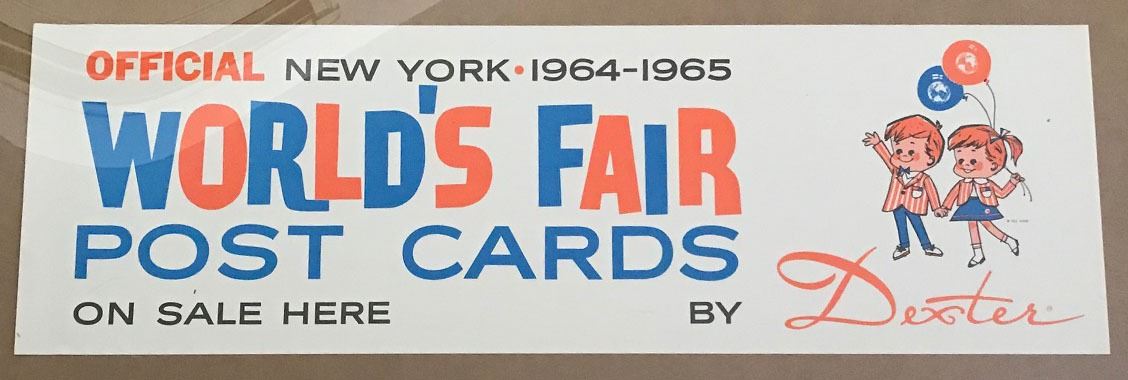 OFFICIAL NEW YORK•1964-1965
WORLD'S FAIR
POST CARDS
ON SALE HERE BY Dexter